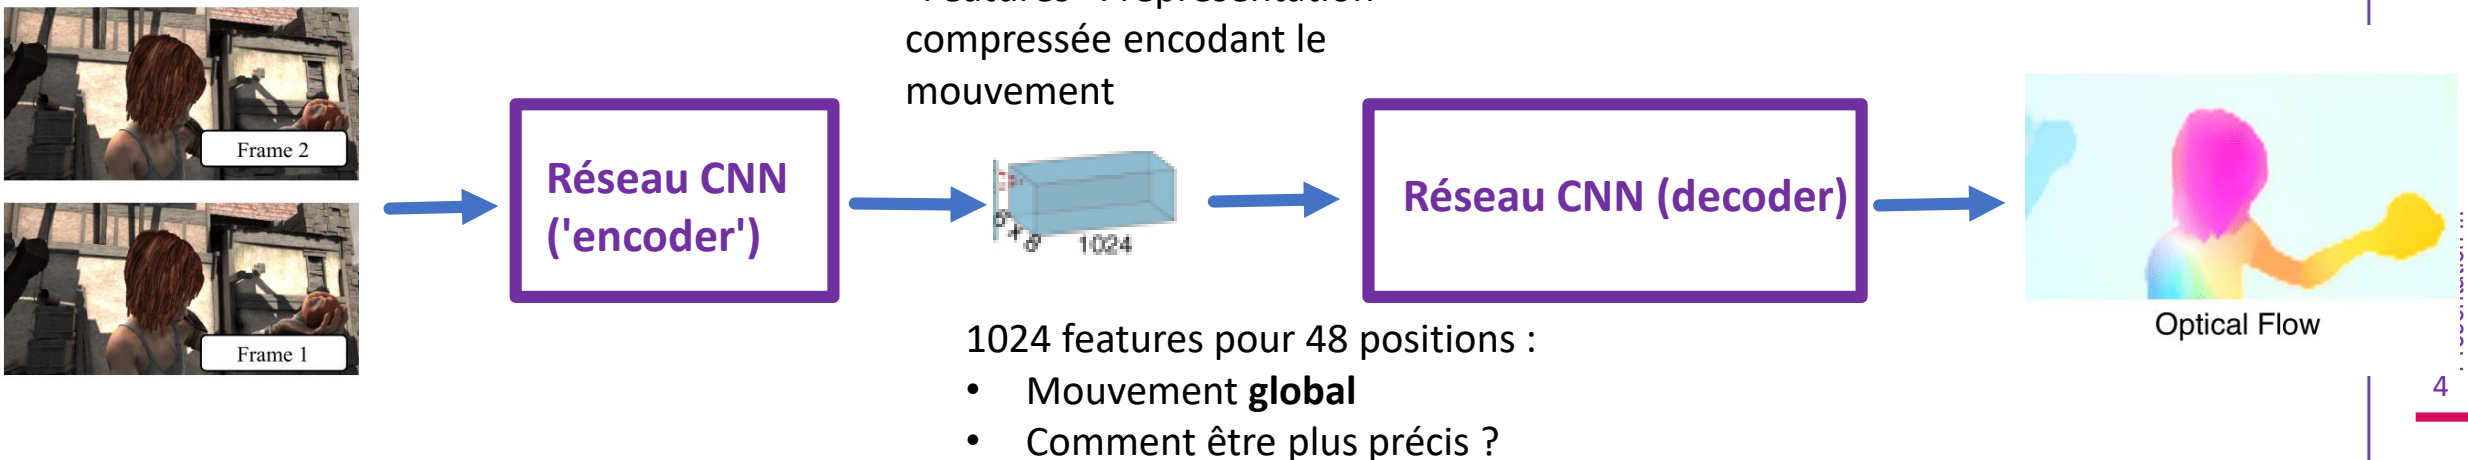 compressée encodant le
mouvement
Frame 2
Frame 1
Réseau CNN
('encoder')
1024
Réseau CNN (decoder)
Optical Flow
1024 features pour 48 positions :
• Mouvement global
• Comment être plus précis ?
4